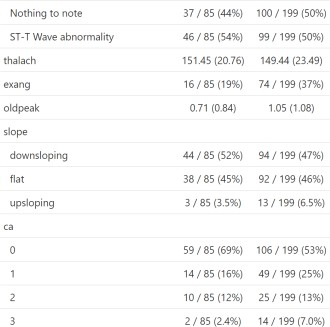 Nothing to note 37 / 85 (44%) 100 / 199 (50%)
ST-T Wave abnormality 46 / 85 (54%) 99 / 199 (50%)
thalach 151.45 (20.76) 149.44 (23.49)
exang 16 / 85 (19%) 74 / 199 (37%)
oldpeak 0.71 (0.84) 1.05 (1.08)
slope
downsloping 44 / 85 (52%) 94 / 199 (47%)
flat 38 / 85 (45%) 92 / 199 (46%)
upsloping 3 / 85 (3.5%) 13 / 199 (6.5%)
ca
0 59 / 85 (69%) 106 / 199 (53%)
1 14 / 85 (16%) 49 / 199 (25%)
2 10 / 85 (12%) 25 / 199 (13%)
3 2 / 85 (2.4%) 14 / 199 (7.0%)